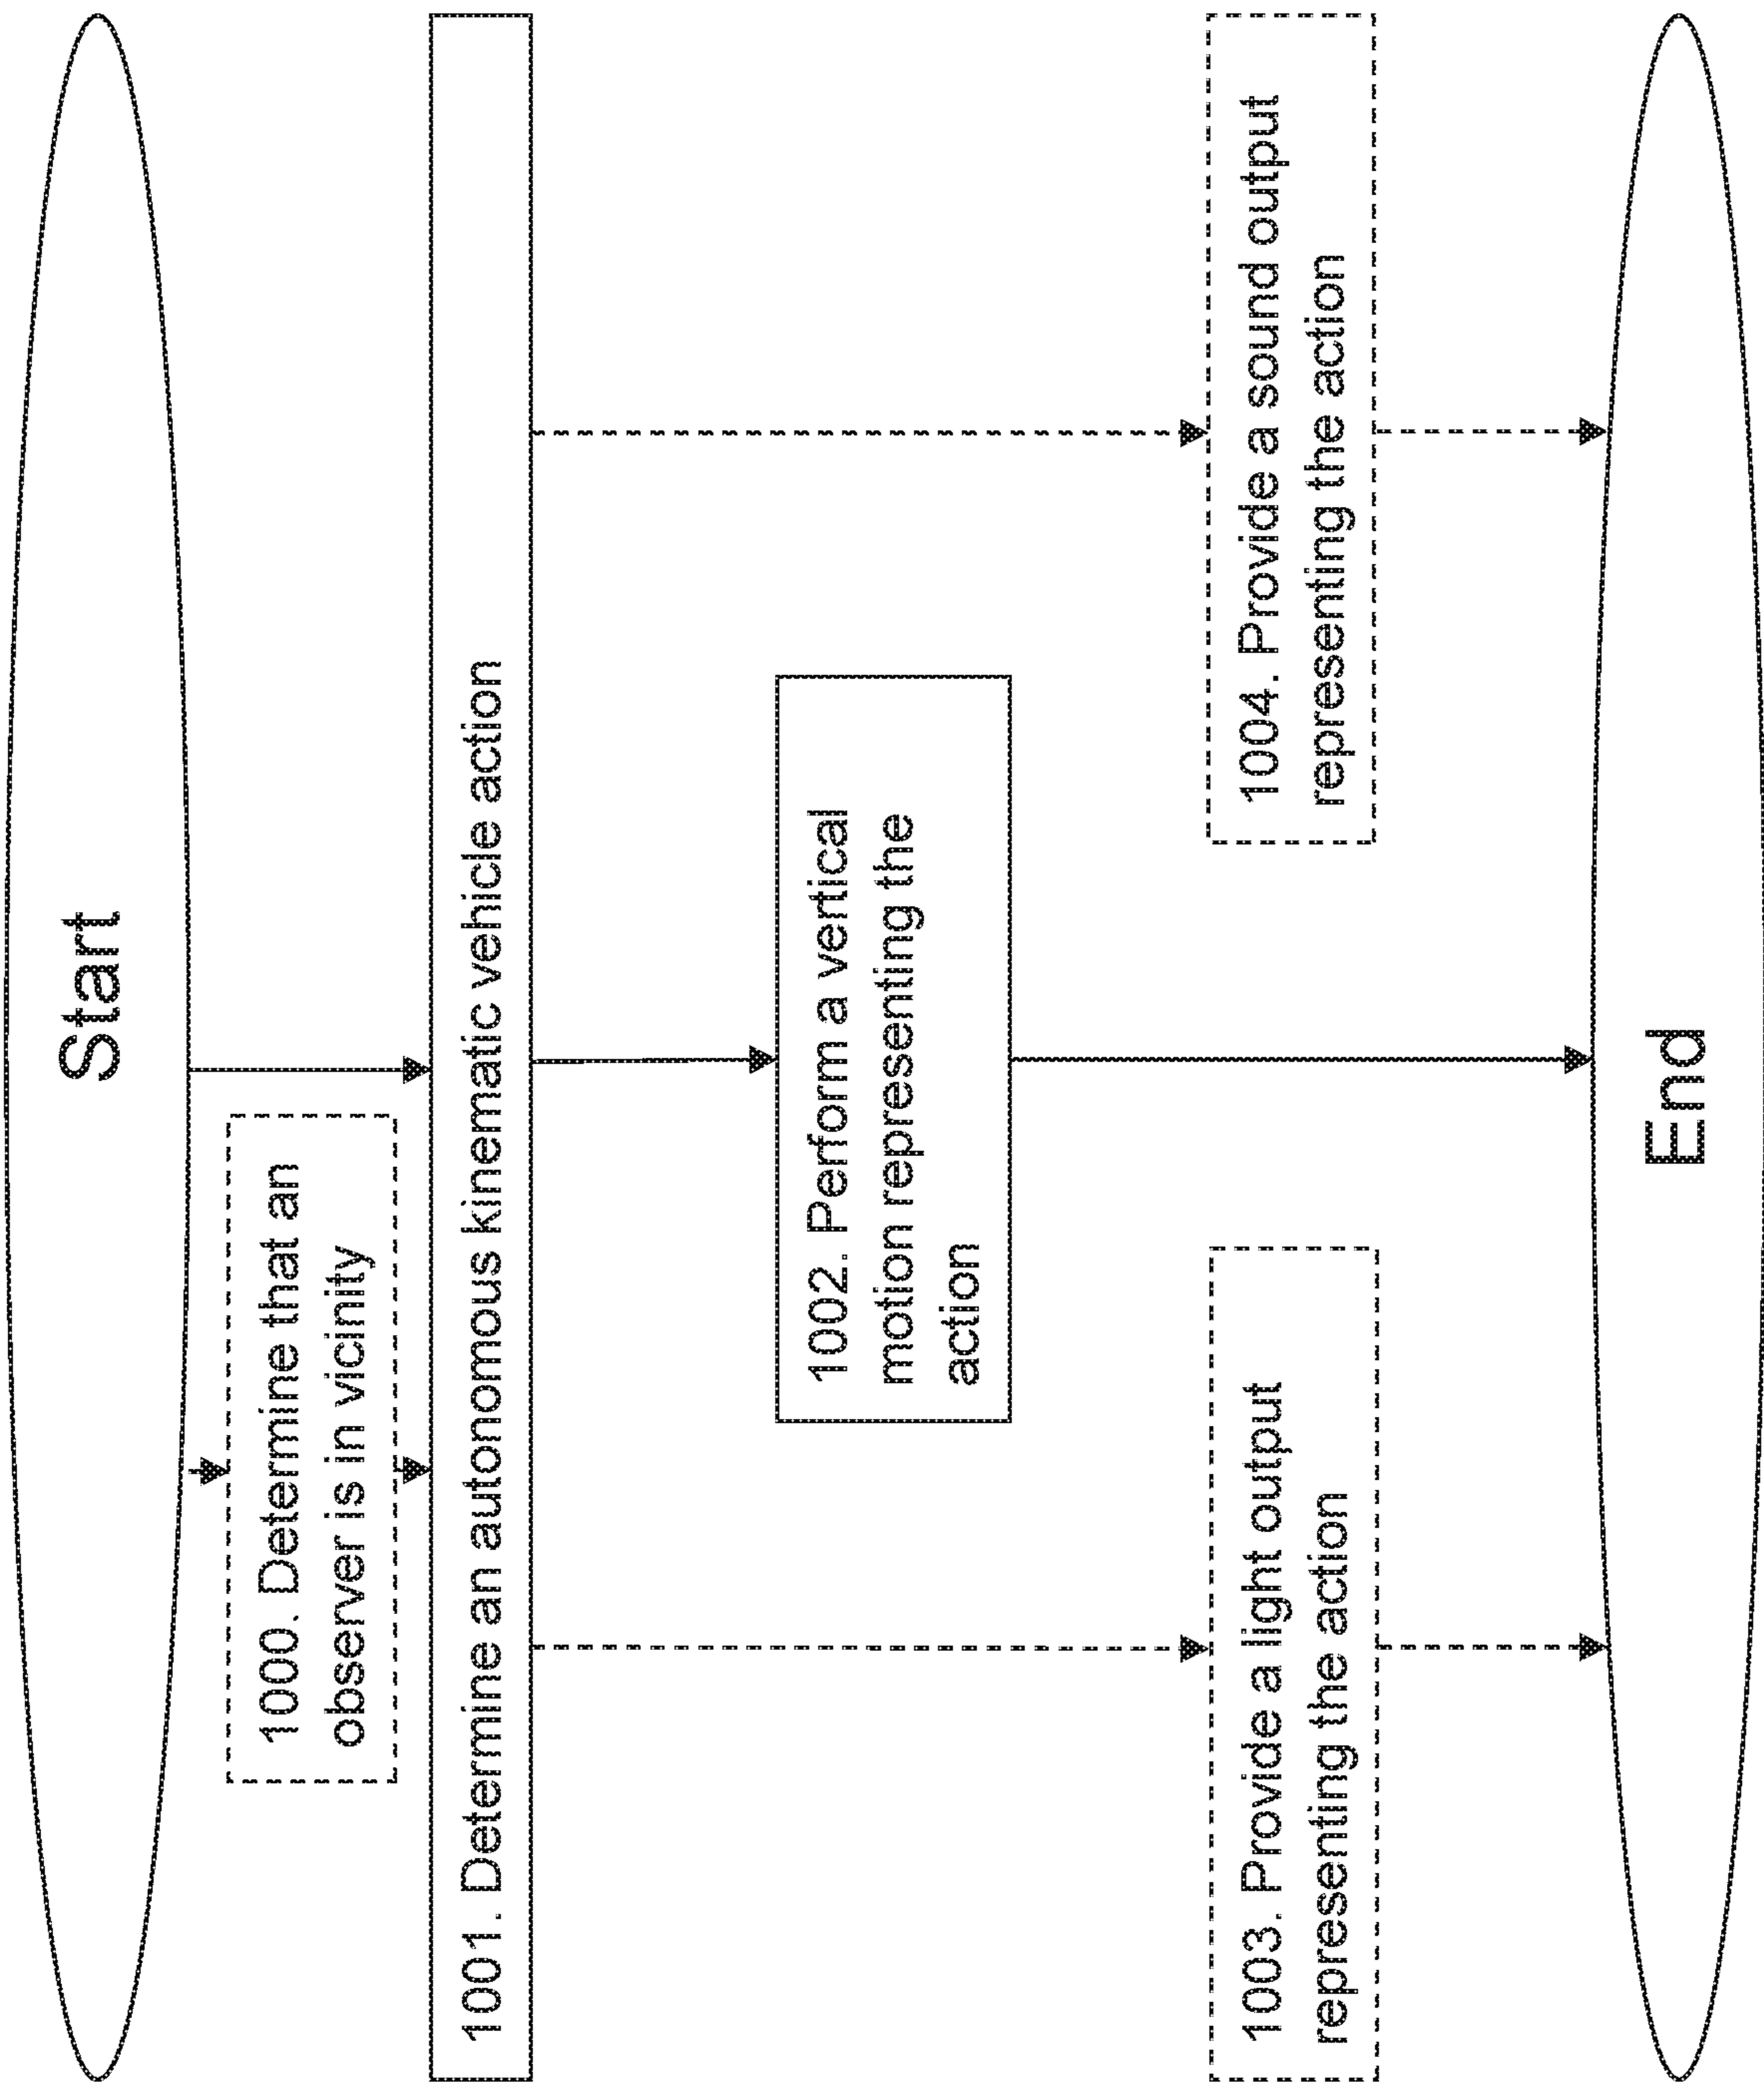 Start
1000. Determine that an
observer is in vicinity
1001. Determine an autonomous kinematic vehicle action
1002. Perform a vertical
motion representing the
action
1003. Provide a light output
representing the action
1004. Provide a sound output
representing the action
End